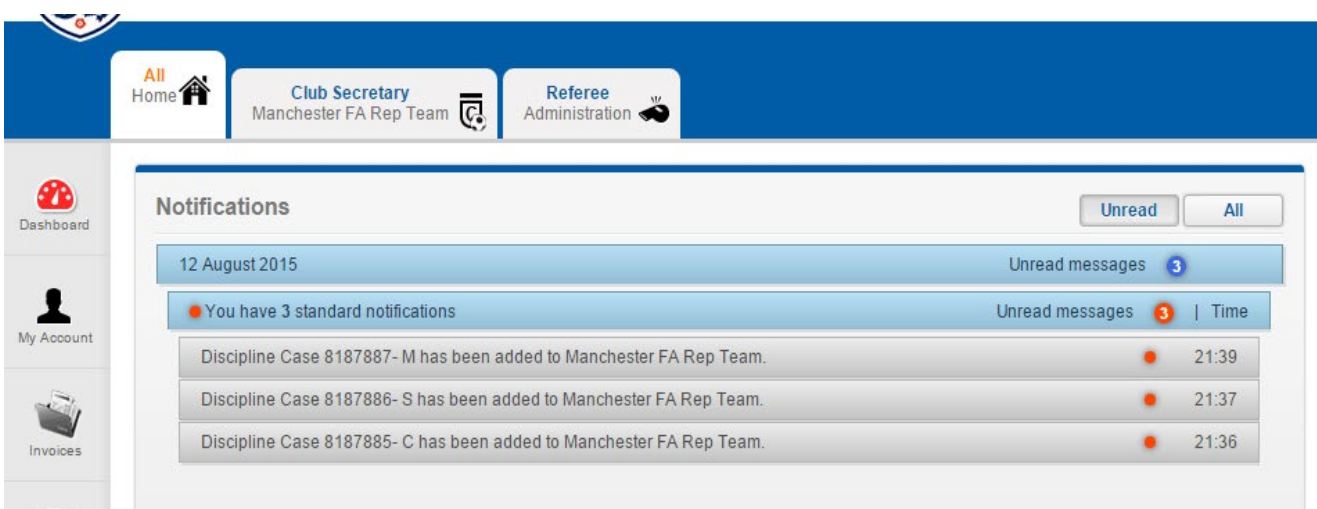 All
Home
Club Secretary
Manchester FA Rep Team
Referee
Administration
Dashboard
My Account
Invoices
Notifications
Unread All
12 August 2015 Unread messages 3
You have 3 standard notifications Unread messages 3 | Time
Discipline Case 8187887- M has been added to Manchester FA Rep Team. 21:39
Discipline Case 8187886- S has been added to Manchester FA Rep Team. 21:37
Discipline Case 8187885- C has been added to Manchester FA Rep Team. 21:36